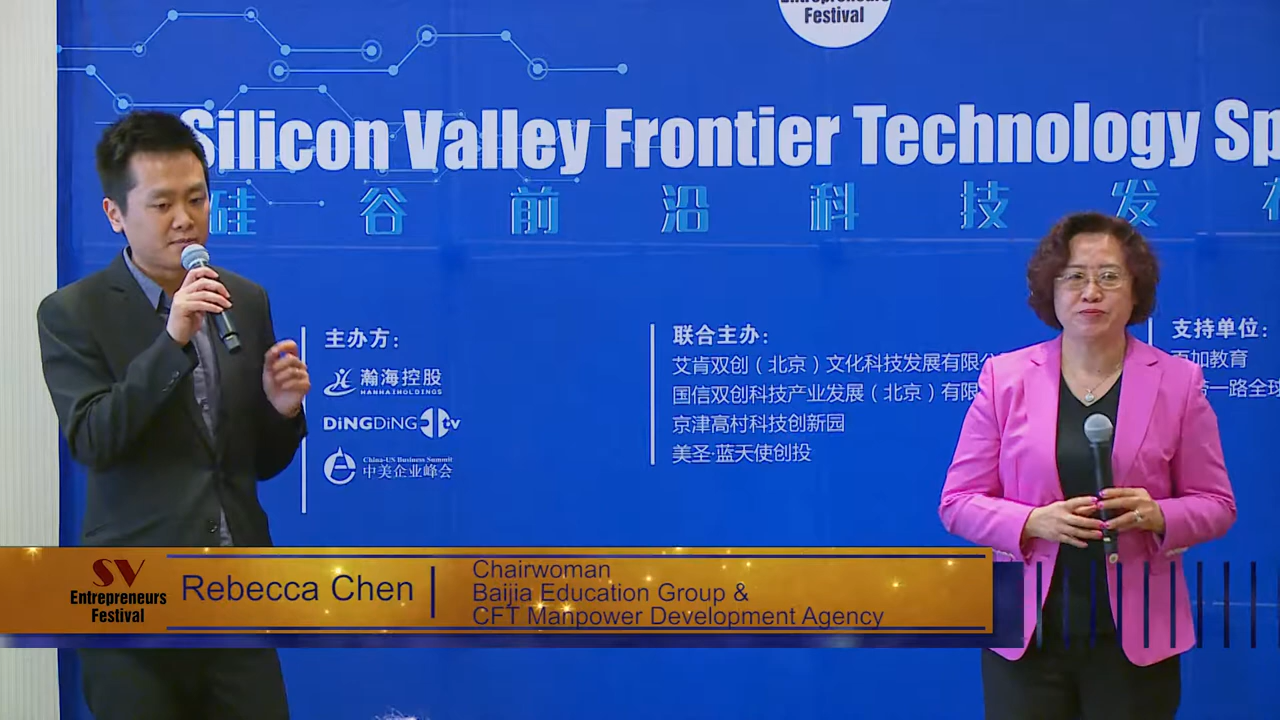 Entrepreneurs
Festival
Silicon Valley Frontier Technology
硅谷前沿科技发
主办方：
瀚海控股
HANHAI HOLDINGS
DiNGDiNG tv
China-US Business Summit
中美企业峰会
联合主办：
艾肯双创（北京）文化科技发展有限
国信双创科技产业发展（北京）有限
京津高村科技创新园
美圣·蓝天使创投
支持单位：
百加教育
一路全球
SV
Entrepreneurs
Festival
Rebecca Chen
Chairwoman
Baijia Education Group &
CFT Manpower Development Agency